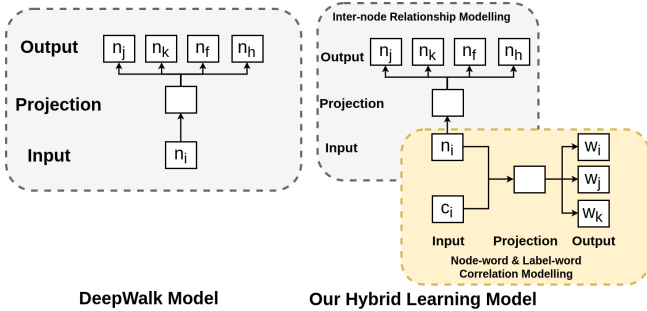 Output
n_j n_k n_f n_h
Projection
Input
n_i
DeepWalk Model
Inter-node Relationship Modelling
Output
n_j n_k n_f n_h
Projection
Input
n_i
c_i
w_i
w_j
w_k
Input Projection Output
Node-word & Label-word
Correlation Modelling
Our Hybrid Learning Model